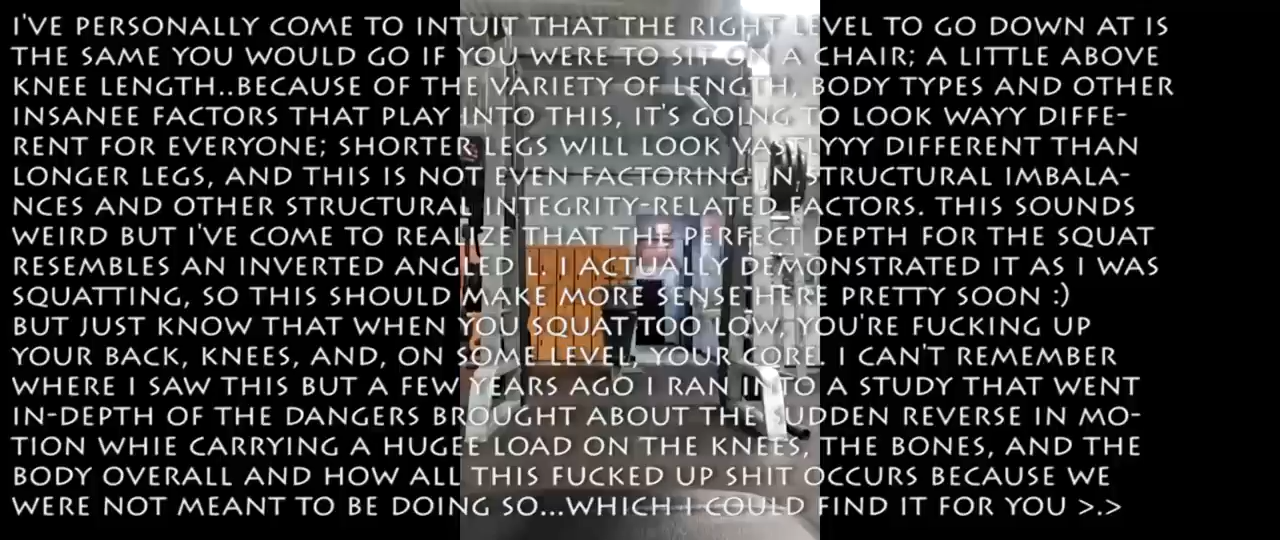 I'VE PERSONALLY COME TO INTUIT THAT THE RIGHT LEVEL TO GO DOWN AT IS
THE SAME YOU WOULD GO IF YOU WERE TO SIT ON A CHAIR; A LITTLE ABOVE
KNEE LENGTH..BECAUSE OF THE VARIETY OF LENGTH, BODY TYPES AND OTHER
INSANEE FACTORS THAT PLAY INTO THIS, IT'S GOING TO LOOK WAYY DIFFE-
RENT FOR EVERYONE; SHORTER LEGS WILL LOOK VASTLYYY DIFFERENT THAN
LONGER LEGS, AND THIS IS NOT EVEN FACTORING IN STRUCTURAL IMBALA-
NCES AND OTHER STRUCTURAL INTEGRITY-RELATED FACTORS. THIS SOUNDS
WEIRD BUT I'VE COME TO REALIZE THAT THE PERFECT DEPTH FOR THE SQUAT
RESEMBLES AN INVERTED ANGLED L. I ACTUALLY DEMONSTRATED IT AS I WAS
SQUATTING, SO THIS SHOULD MAKE MORE SENSE HERE PRETTY SOON :)
BUT JUST KNOW THAT WHEN YOU SQUAT TOO LOW, YOU'RE FUCKING UP
YOUR BACK, KNEES, AND, ON SOME LEVEL, YOUR CORE. I CAN'T REMEMBER
WHERE I SAW THIS BUT A FEW YEARS AGO I RAN INTO A STUDY THAT WENT
IN-DEPTH OF THE DANGERS BROUGHT ABOUT THE SUDDEN REVERSE IN MO-
TION WHIE CARRYING A HUGEE LOAD ON THE KNEES, THE BONES, AND THE
BODY OVERALL AND HOW ALL THIS FUCKED UP SHIT OCCURS BECAUSE WE
WERE NOT MEANT TO BE DOING SO...WHICH I COULD FIND IT FOR YOU >.>